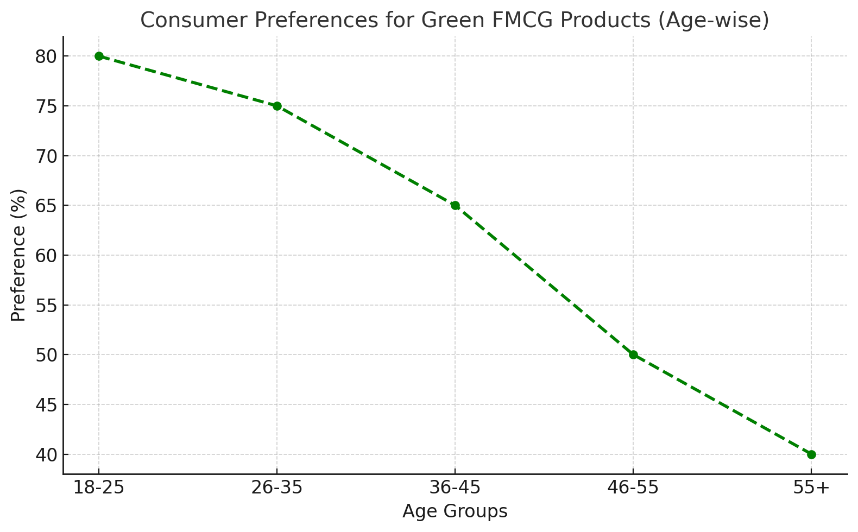 Consumer Preferences for Green FMCG Products (Age-wise)
Preference (%)
80
75
70
65
60
55
50
45
40
18-25 26-35 36-45 46-55 55+
Age Groups